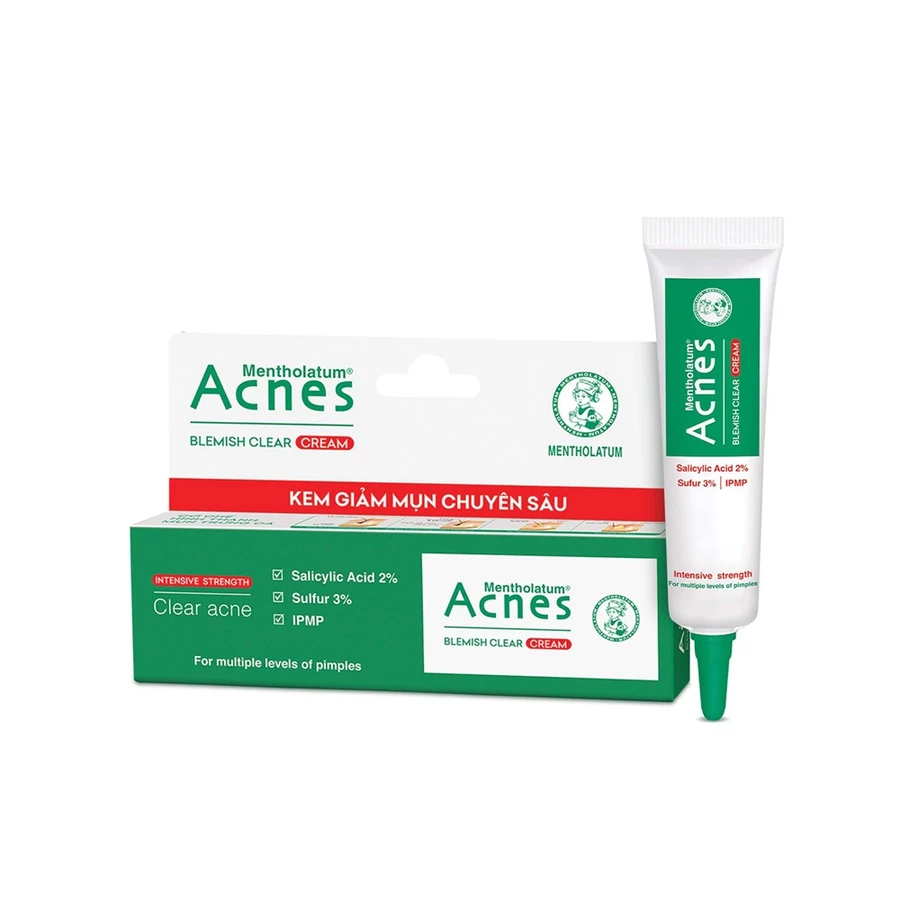 Mentholatum®
Acnes
BLEMISH CLEAR CREAM
MENTHOLATUM
KEM GIẢM MỤN CHUYÊN SÂU
INTENSIVE STRENGTH
Clear acne
Salicylic Acid 2%
Sulfur 3%
IPMP
For multiple levels of pimples
Mentholatum®
Acnes
BLEMISH CLEAR CREAM
Mentholatum®
Acnes
BLEMISH CLEAR CREAM
Salicylic Acid 2%
Sufur 3% | IPMP
Intensive strength
For multiple levels of pimples